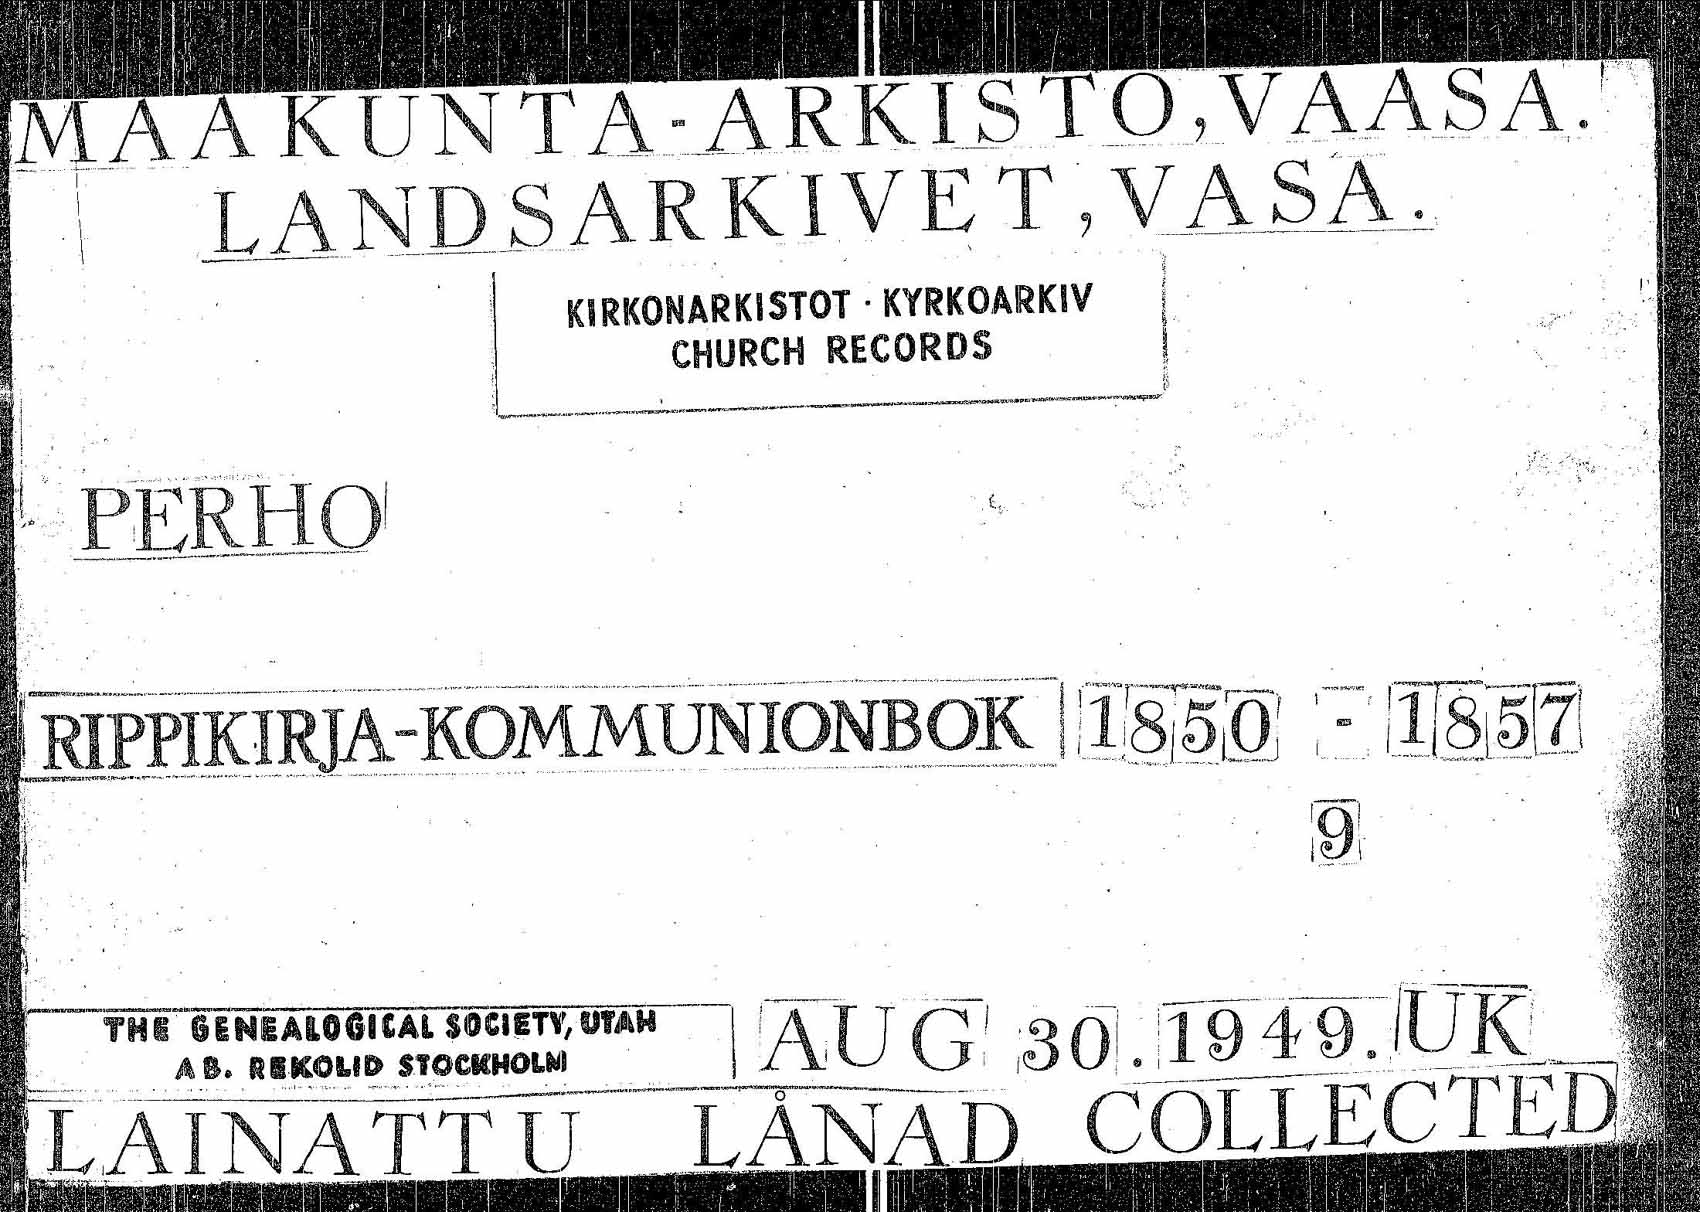 MAAKUNTA-ARKISTO, VAASA.
LANDSARKIVET, VASA.
KIRKONARKISTOT · KYRKOARKIV
CHURCH RECORDS
PERHO
RIPPIKIRJA-KOMMUNIONBOK 1850 - 1857
9
THE GENEALOGICAL SOCIETY, UTAH
AB. REKOLID STOCKHOLM
AUG 30. 1949. UK
LAINATTU LÅNAD COLLECTED